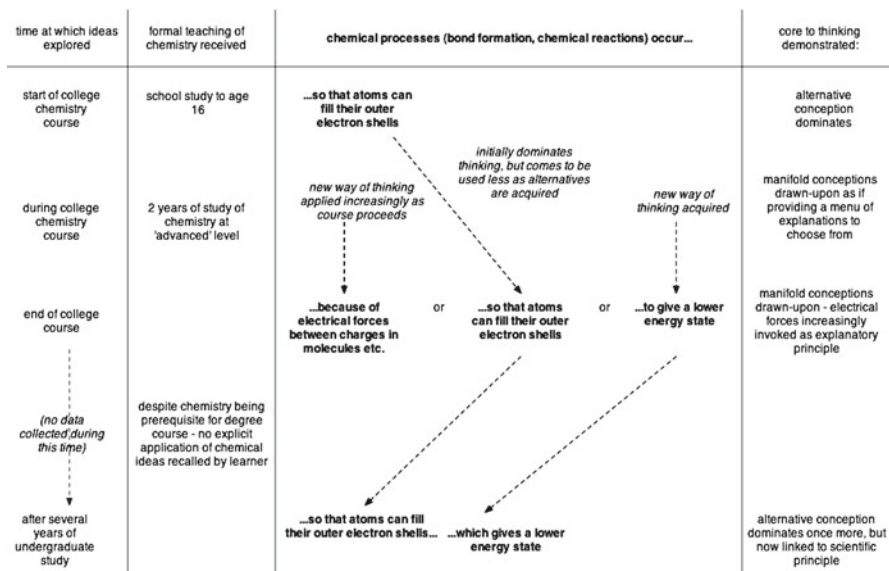 time at which ideas
explored
formal teaching of
chemistry received
chemical processes (bond formation, chemical reactions) occur...
core to thinking
demonstrated:
start of college
chemistry
course
school study to age
16
...so that atoms can
fill their outer
electron shells
alternative
conception
dominates
initially dominates
thinking, but comes to be
used less as alternatives
are acquired
during college
chemistry
course
2 years of study of
chemistry at
'advanced' level
new way of thinking
applied increasingly as
course proceeds
new way of
thinking acquired
manifold conceptions
drawn-upon as if
providing a menu of
explanations to
choose from
end of college
course
...because of
electrical forces
between charges in
molecules etc.
or
...so that atoms
can fill their outer
electron shells
or
...to give a lower
energy state
manifold conceptions
drawn-upon - electrical
forces increasingly
invoked as explanatory
principle
(no data
collected during
this time)
despite chemistry being
prerequisite for degree
course - no explicit
application of chemical
ideas recalled by learner
after several
years of
undergraduate
study
...so that atoms can fill
their outer electron shells...
...which gives a lower
energy state
alternative conception
dominates once more, but
now linked to scientific
principle